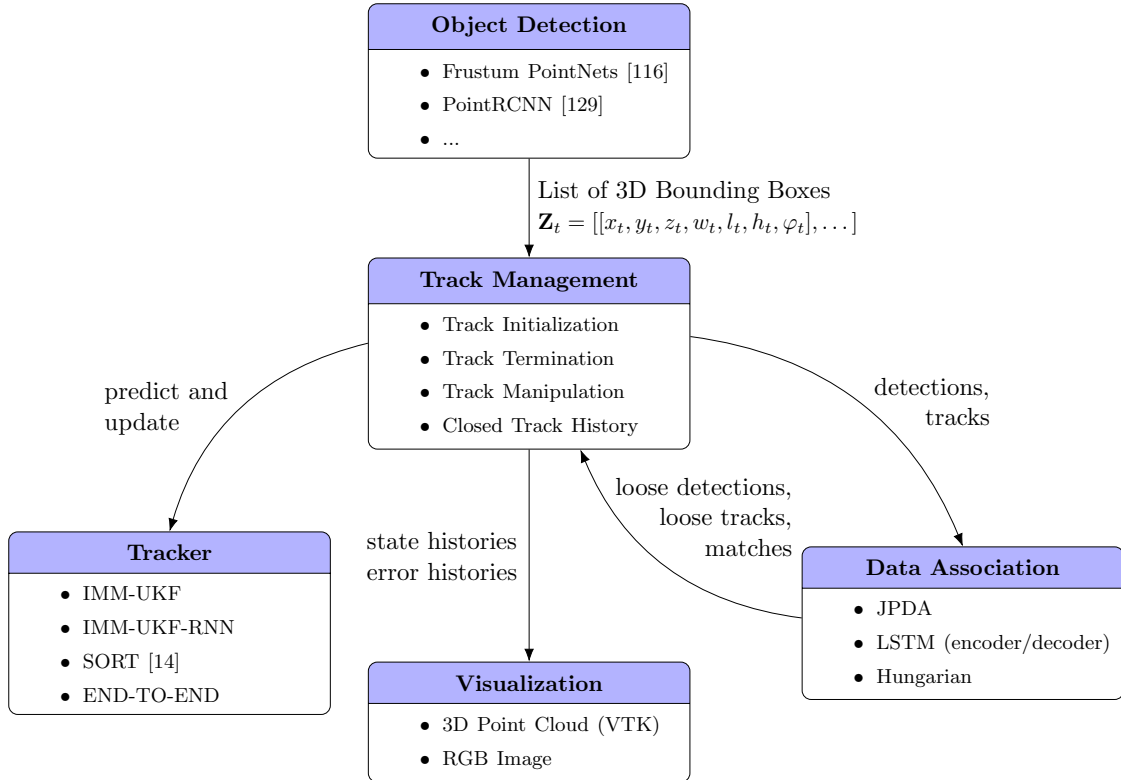 Object Detection
• Frustum PointNets [116]
• PointRCNN [129]
• ...
List of 3D Bounding Boxes
Z_t = [[x_t, y_t, z_t, w_t, l_t, h_t, φ_t], . . . ]
Track Management
• Track Initialization
• Track Termination
• Track Manipulation
• Closed Track History
predict and
update
detections,
tracks
loose detections,
loose tracks,
matches
state histories
error histories
Tracker
• IMM-UKF
• IMM-UKF-RNN
• SORT [14]
• END-TO-END
Data Association
• JPDA
• LSTM (encoder/decoder)
• Hungarian
Visualization
• 3D Point Cloud (VTK)
• RGB Image